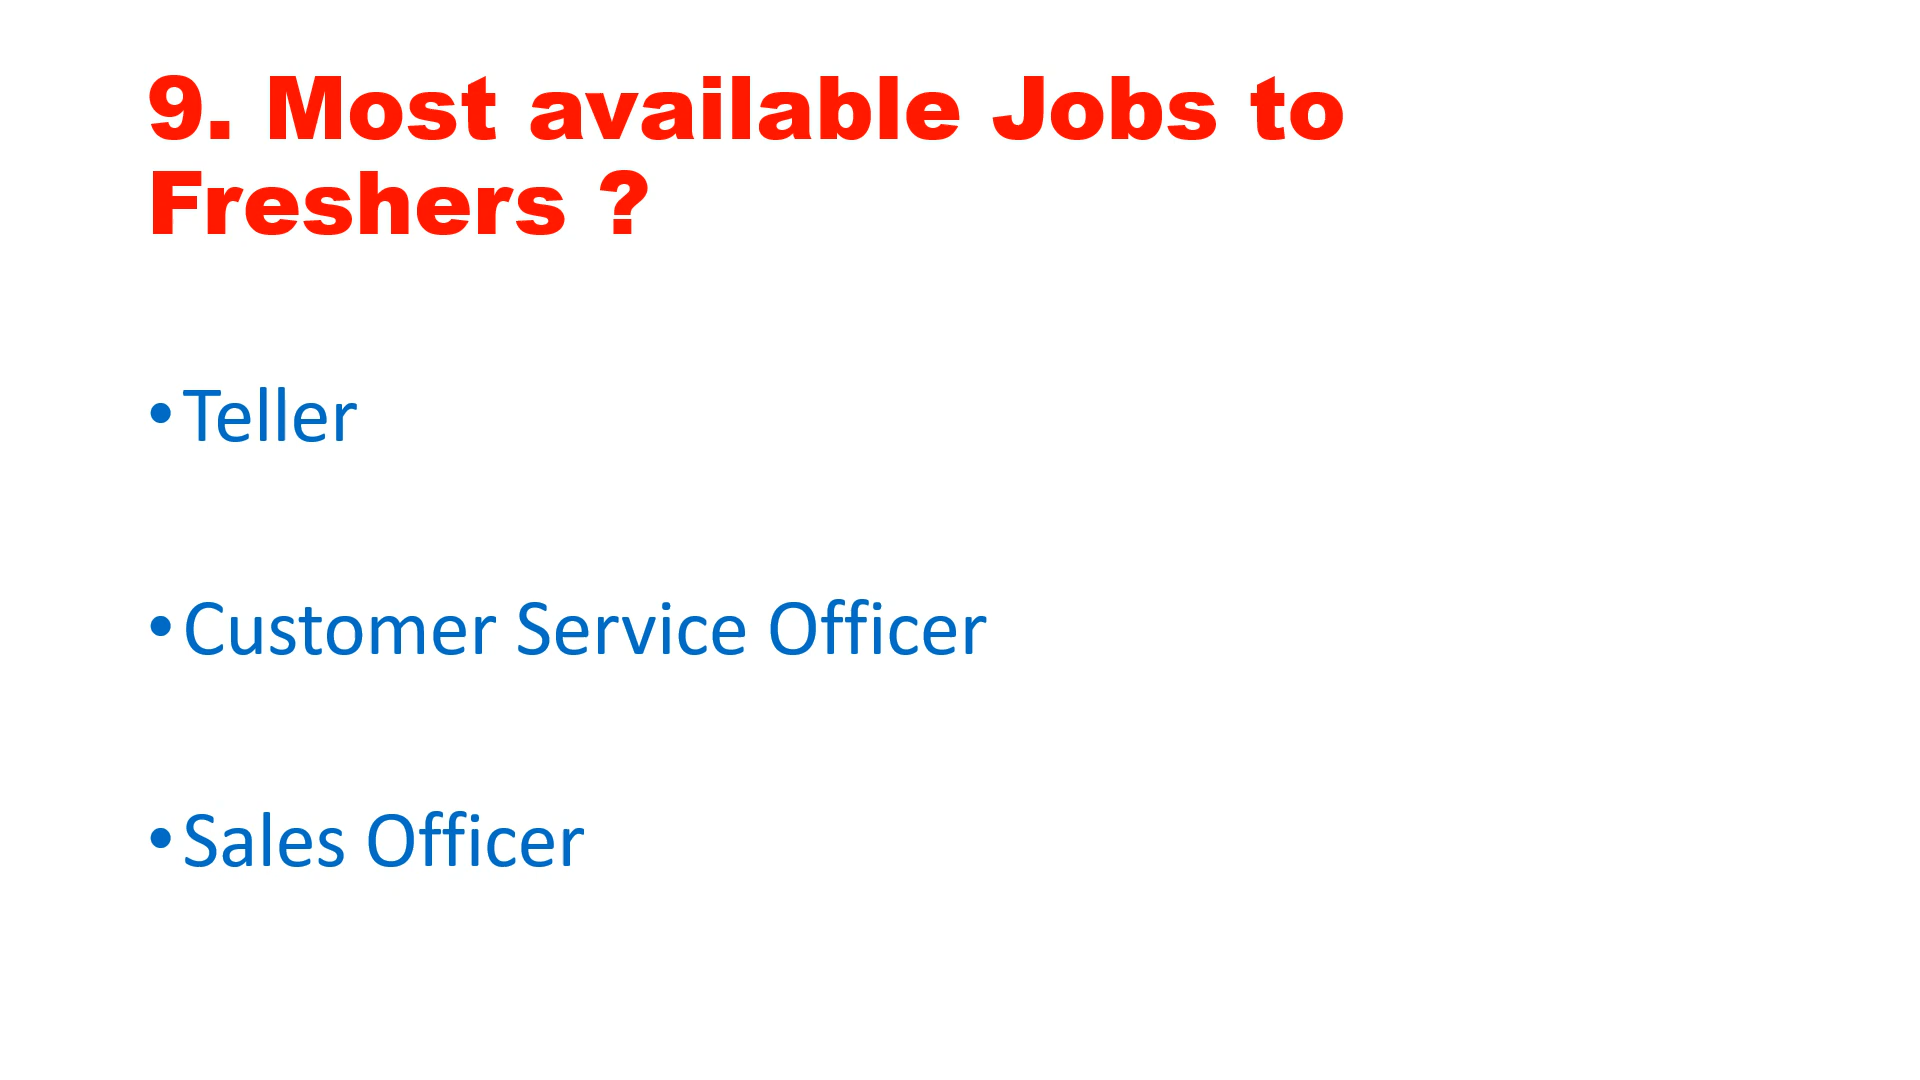 9. Most available Jobs to
Freshers ?
• Teller
• Customer Service Officer
• Sales Officer